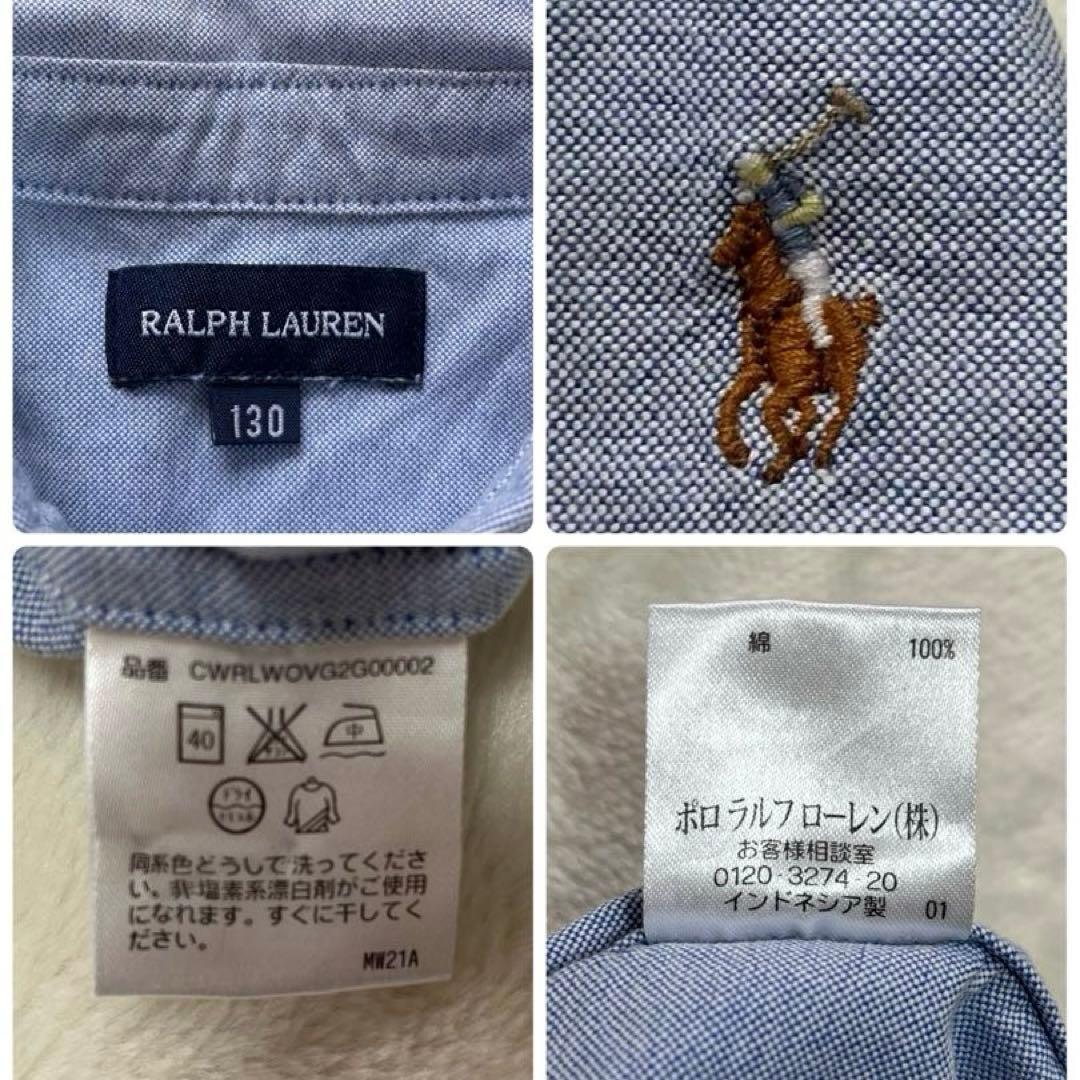 RALPH LAUREN
130
品番 CWRLWOVG2G00002
40
中
ドライ
同系色どうしで洗ってくださ
い。非塩素系漂白剤がご使用
になれます。すぐに干してく
ださい。
MW21A
綿 100%
ポロ ラルフ ローレン(株)
お客様相談室
0120-3274-20
インドネシア製 01